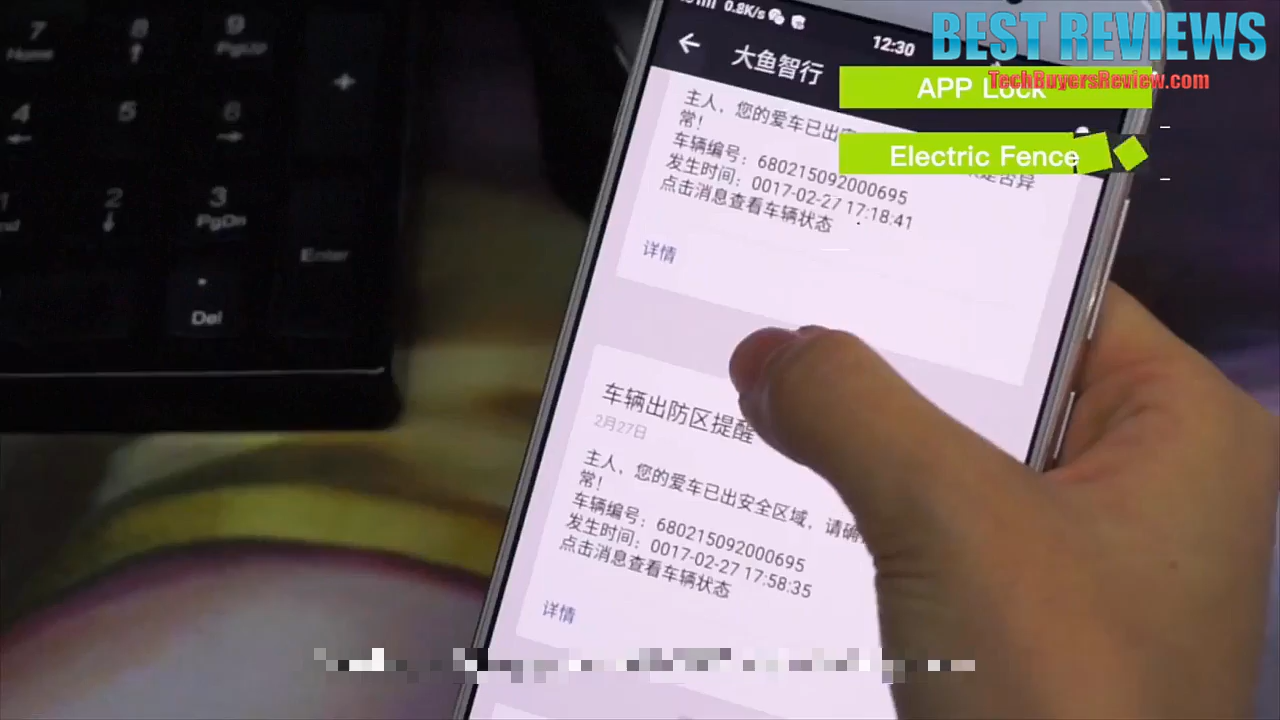 7
Home
8
9
PgUp
+
4
5
6
1
2
3
PgDn
Enter
Del
0.8K/s
12:30
大鱼智行
BEST REVIEWS
TechBuyersReview.com
APP Lock
Electric Fence
主人，您的爱车已出安
是否异
常！
车辆编号：680215092000695
发生时间：0017-02-27 17:18:41
点击消息查看车辆状态
详情
车辆出防区提醒
2月27日
主人，您的爱车已出安全区域，请确
常！
车辆编号：680215092000695
发生时间：0017-02-27 17:58:35
点击消息查看车辆状态
详情